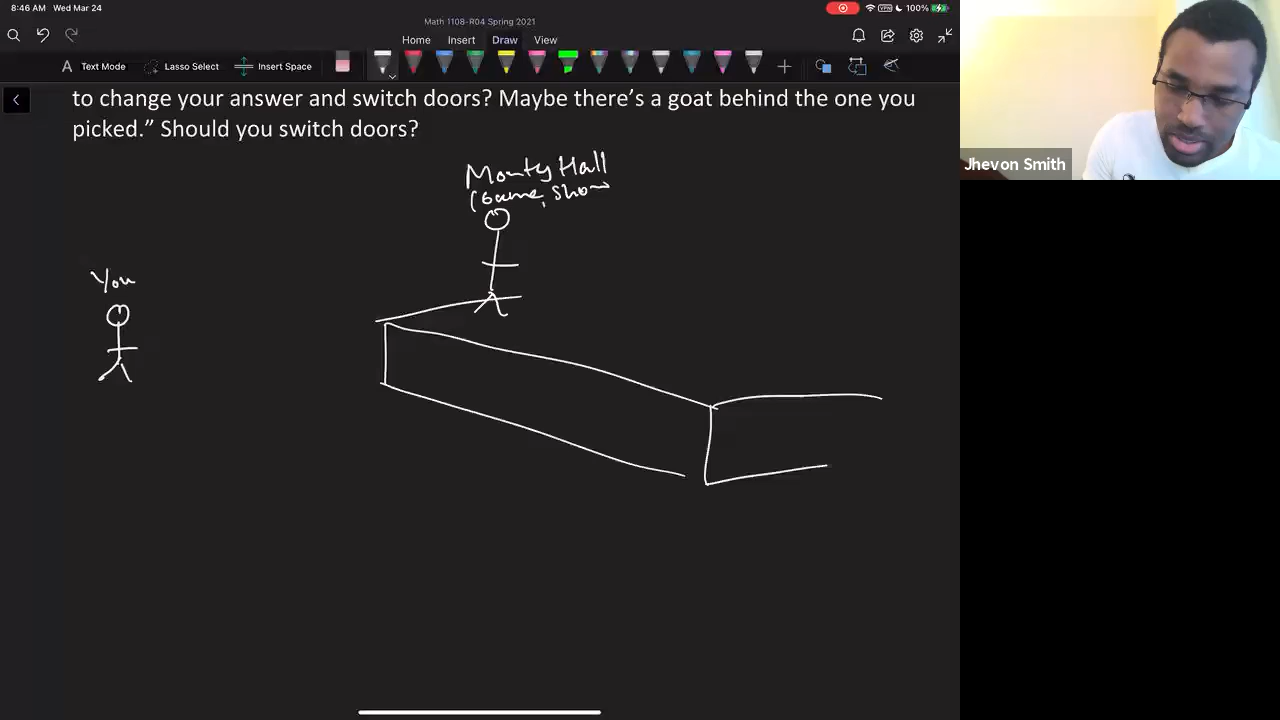 8:46 AM Wed Mar 24
VPN 100%
Math 1108-R04 Spring 2021
Home Insert Draw View
A Text Mode Lasso Select Insert Space
to change your answer and switch doors? Maybe there's a goat behind the one you
picked." Should you switch doors?
Monty Hall
(Game Show
You
Jhevon Smith